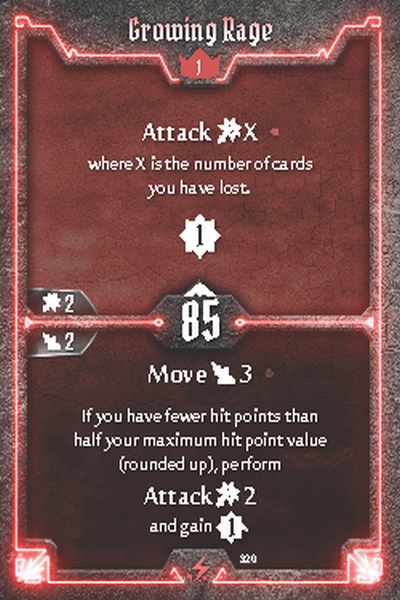 Growing Rage
1
Attack X
where X is the number of cards
you have lost.
1
2
85
2
Move 3
If you have fewer hit points than
half your maximum hit point value
(rounded up), perform
Attack 2
and gain 1
320